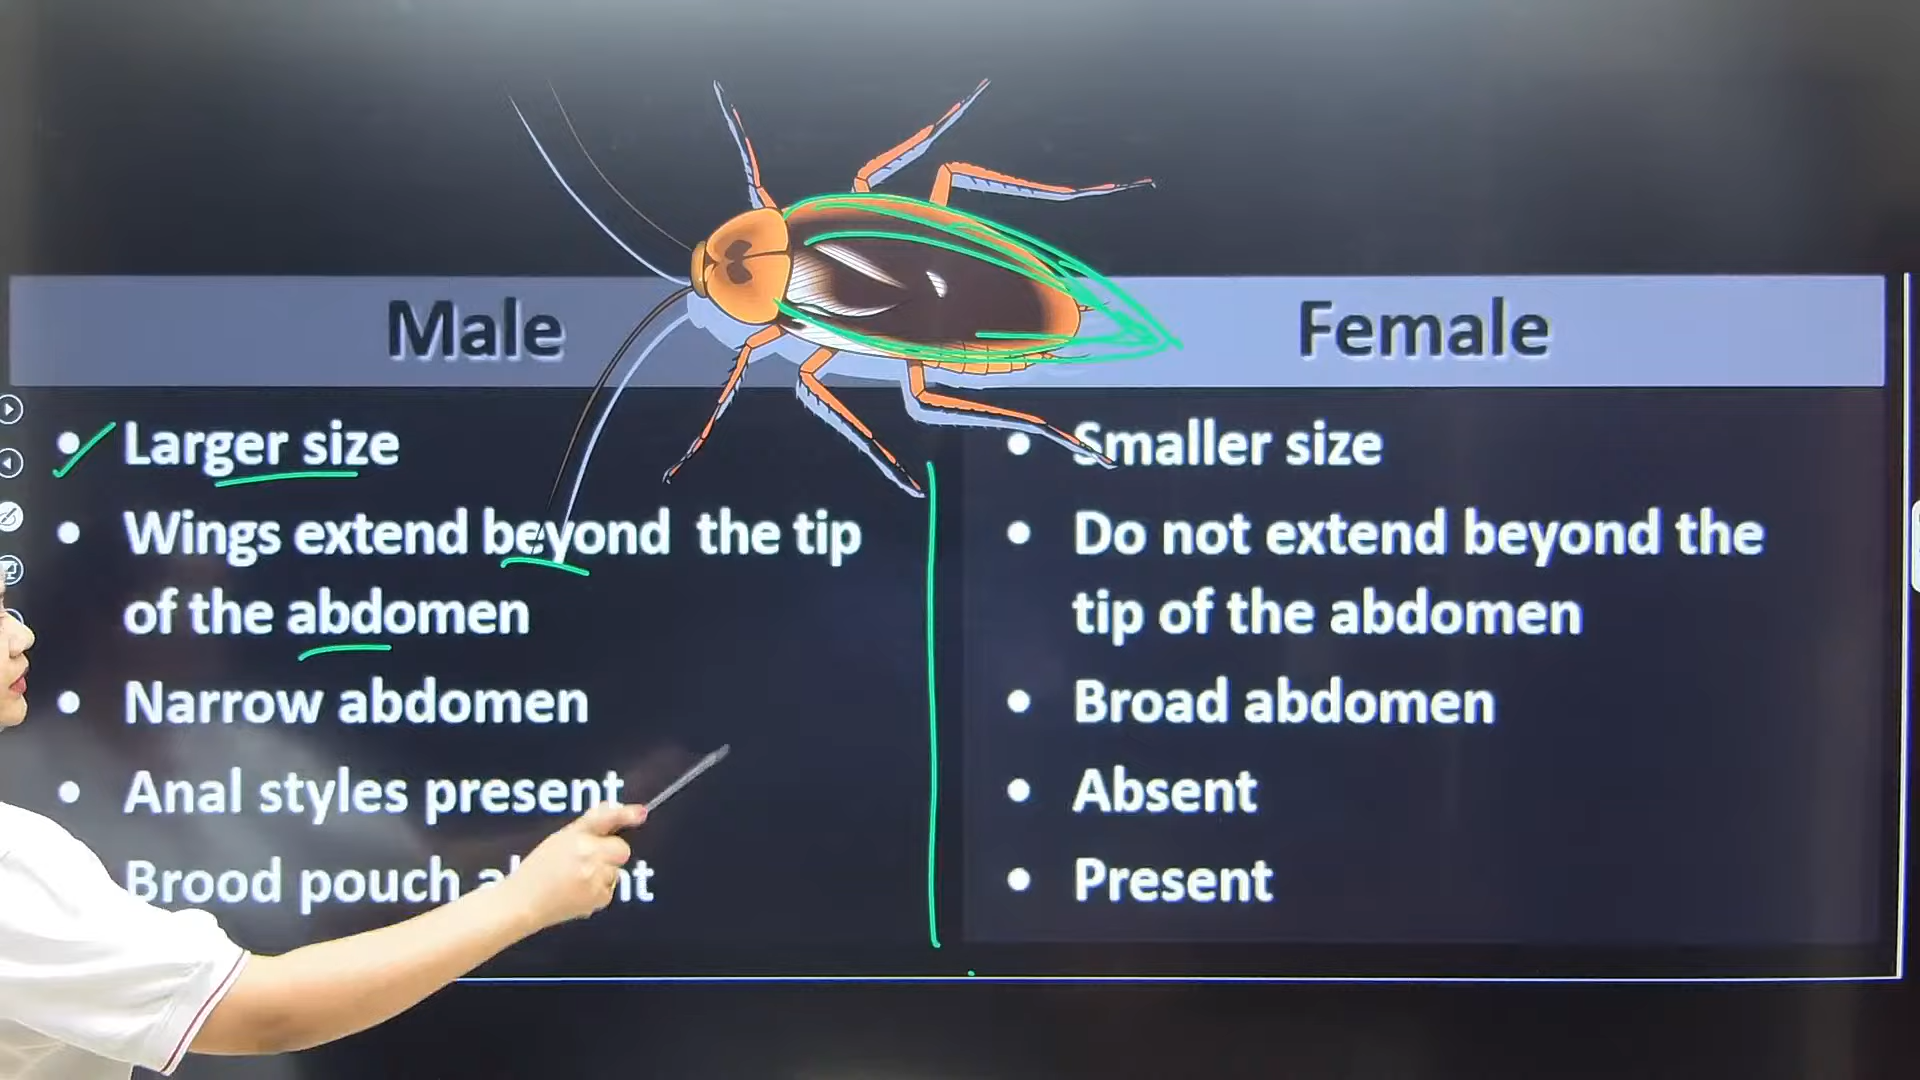 Male
Female
• Larger size
• Wings extend beyond the tip
of the abdomen
• Narrow abdomen
• Anal styles present
Brood pouch
• Smaller size
• Do not extend beyond the
tip of the abdomen
• Broad abdomen
• Absent
• Present